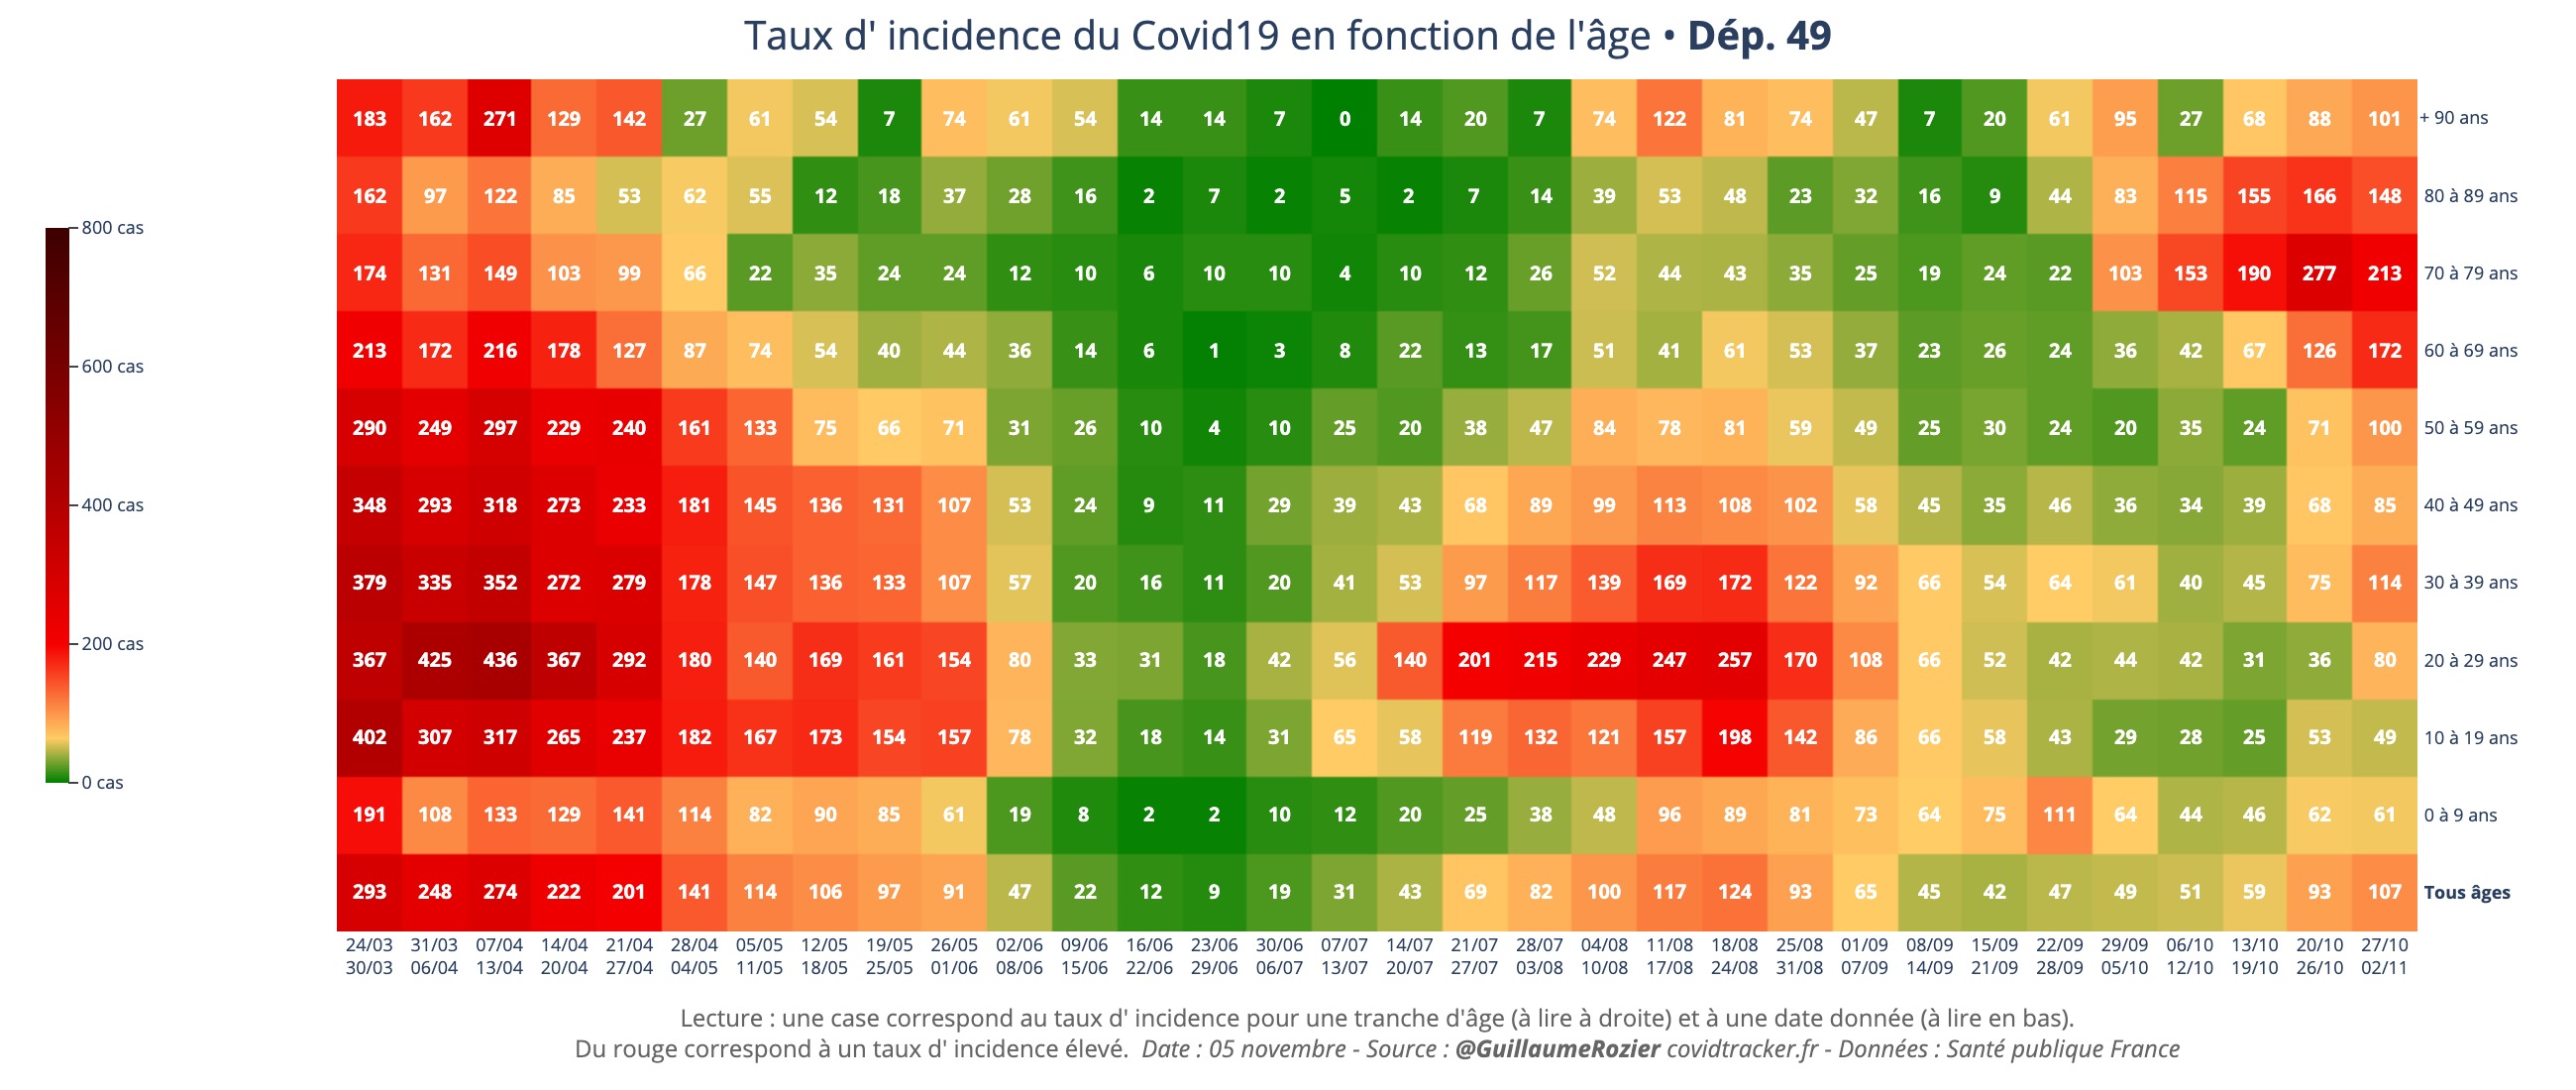 Taux d' incidence du Covid19 en fonction de l'âge • Dép. 49
800 cas
600 cas
400 cas
200 cas
0 cas
183 162 271 129 142 27 61 54 7 74 61 54 14 14 7 0 14 20 7 74 122 81 74 47 7 20 61 95 27 68 88 101 + 90 ans
162 97 122 85 53 62 55 12 18 37 28 16 2 7 2 5 2 7 14 39 53 48 23 32 16 9 44 83 115 155 166 148 80 à 89 ans
174 131 149 103 99 66 22 35 24 24 12 10 6 10 10 4 10 12 26 52 44 43 35 25 19 24 22 103 153 190 277 213 70 à 79 ans
213 172 216 178 127 87 74 54 40 44 36 14 6 1 3 8 22 13 17 51 41 61 53 37 23 26 24 36 42 67 126 172 60 à 69 ans
290 249 297 229 240 161 133 75 66 71 31 26 10 4 10 25 20 38 47 84 78 81 59 49 25 30 24 20 35 24 71 100 50 à 59 ans
348 293 318 273 233 181 145 136 131 107 53 24 9 11 29 39 43 68 89 99 113 108 102 58 45 35 46 36 34 39 68 85 40 à 49 ans
379 335 352 272 279 178 147 136 133 107 57 20 16 11 20 41 53 97 117 139 169 172 122 92 66 54 64 61 40 45 75 114 30 à 39 ans
367 425 436 367 292 180 140 169 161 154 80 33 31 18 42 56 140 201 215 229 247 257 170 108 66 52 42 44 42 31 36 80 20 à 29 ans
402 307 317 265 237 182 167 173 154 157 78 32 18 14 31 65 58 119 132 121 157 198 142 86 66 58 43 29 28 25 53 49 10 à 19 ans
191 108 133 129 141 114 82 90 85 61 19 8 2 2 10 12 20 25 38 48 96 89 81 73 64 75 111 64 44 46 62 61 0 à 9 ans
293 248 274 222 201 141 114 106 97 91 47 22 12 9 19 31 43 69 82 100 117 124 93 65 45 42 47 49 51 59 93 107 Tous âges
24/03 31/03 07/04 14/04 21/04 28/04 05/05 12/05 19/05 26/05 02/06 09/06 16/06 23/06 30/06 07/07 14/07 21/07 28/07 04/08 11/08 18/08 25/08 01/09 08/09 15/09 22/09 29/09 06/10 13/10 20/10 27/10
30/03 06/04 13/04 20/04 27/04 04/05 11/05 18/05 25/05 01/06 08/06 15/06 22/06 29/06 06/07 13/07 20/07 27/07 03/08 10/08 17/08 24/08 31/08 07/09 14/09 21/09 28/09 05/10 12/10 19/10 26/10 02/11
Lecture : une case correspond au taux d' incidence pour une tranche d'âge (à lire à droite) et à une date donnée (à lire en bas).
Du rouge correspond à un taux d' incidence élevé. Date : 05 novembre - Source : @GuillaumeRozier covidtracker.fr - Données : Santé publique France